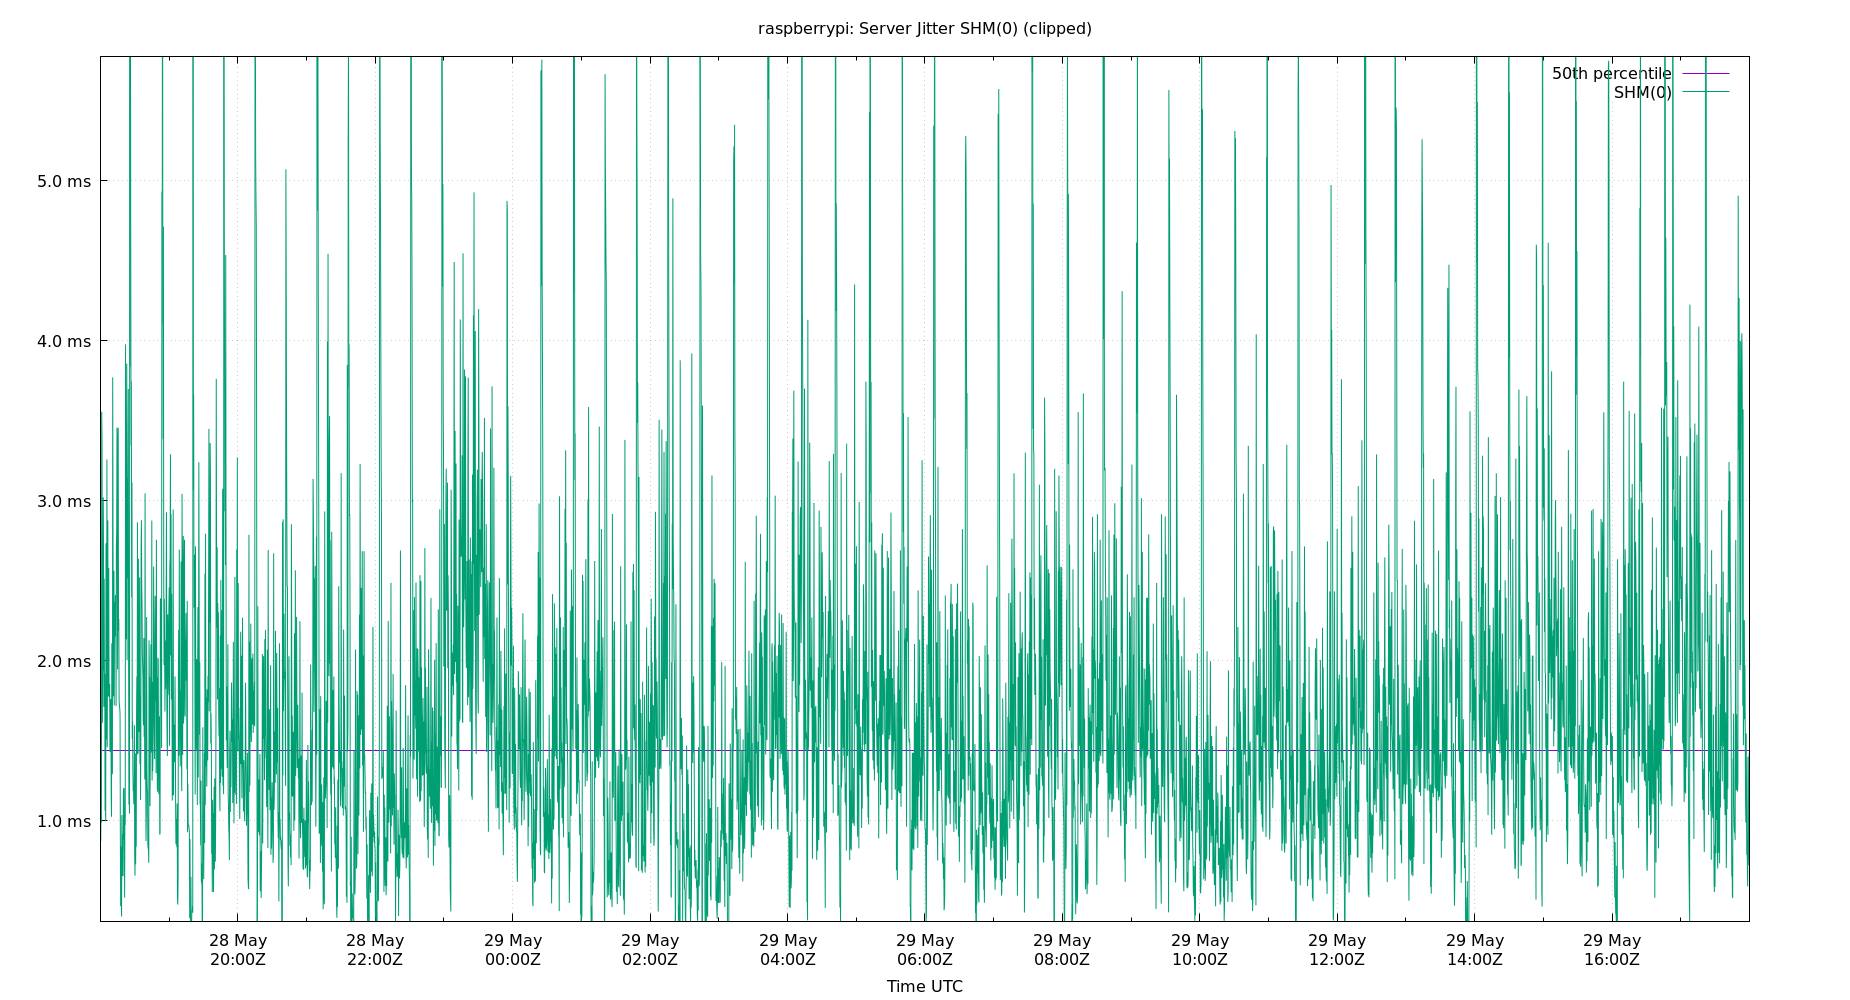 raspberrypi: Server Jitter SHM(0) (clipped)
50th percentile
SHM(0)
5.0 ms
4.0 ms
3.0 ms
2.0 ms
1.0 ms
28 May 28 May 29 May 29 May 29 May 29 May 29 May 29 May 29 May 29 May 29 May
20:00Z 22:00Z 00:00Z 02:00Z 04:00Z 06:00Z 08:00Z 10:00Z 12:00Z 14:00Z 16:00Z
Time UTC